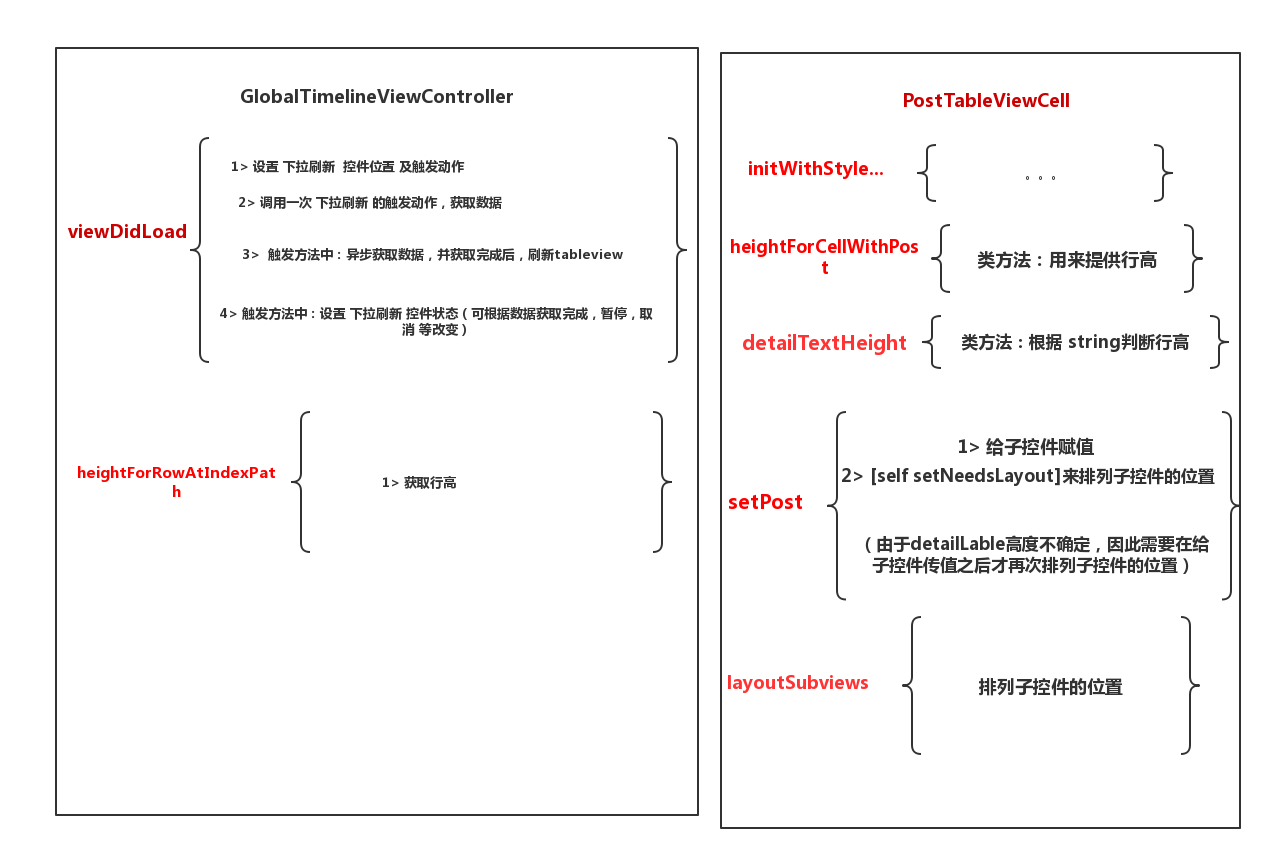 GlobalTimelineViewController
viewDidLoad
1> 设置 下拉刷新  控件位置 及触发动作
2> 调用一次 下拉刷新 的触发动作，获取数据
3>  触发方法中：异步获取数据，并获取完成后，刷新tableview
4> 触发方法中：设置 下拉刷新 控件状态（可根据数据获取完成，暂停，取
消 等改变）
heightForRowAtIndexPat
h
1> 获取行高
PostTableViewCell
initWithStyle...
。。。
heightForCellWithPos
t
类方法：用来提供行高
detailTextHeight
类方法：根据 string判断行高
setPost
1> 给子控件赋值
2> [self setNeedsLayout]来排列子控件的位置
（由于detailLable高度不确定，因此需要在给
子控件传值之后才再次排列子控件的位置）
layoutSubviews
排列子控件的位置